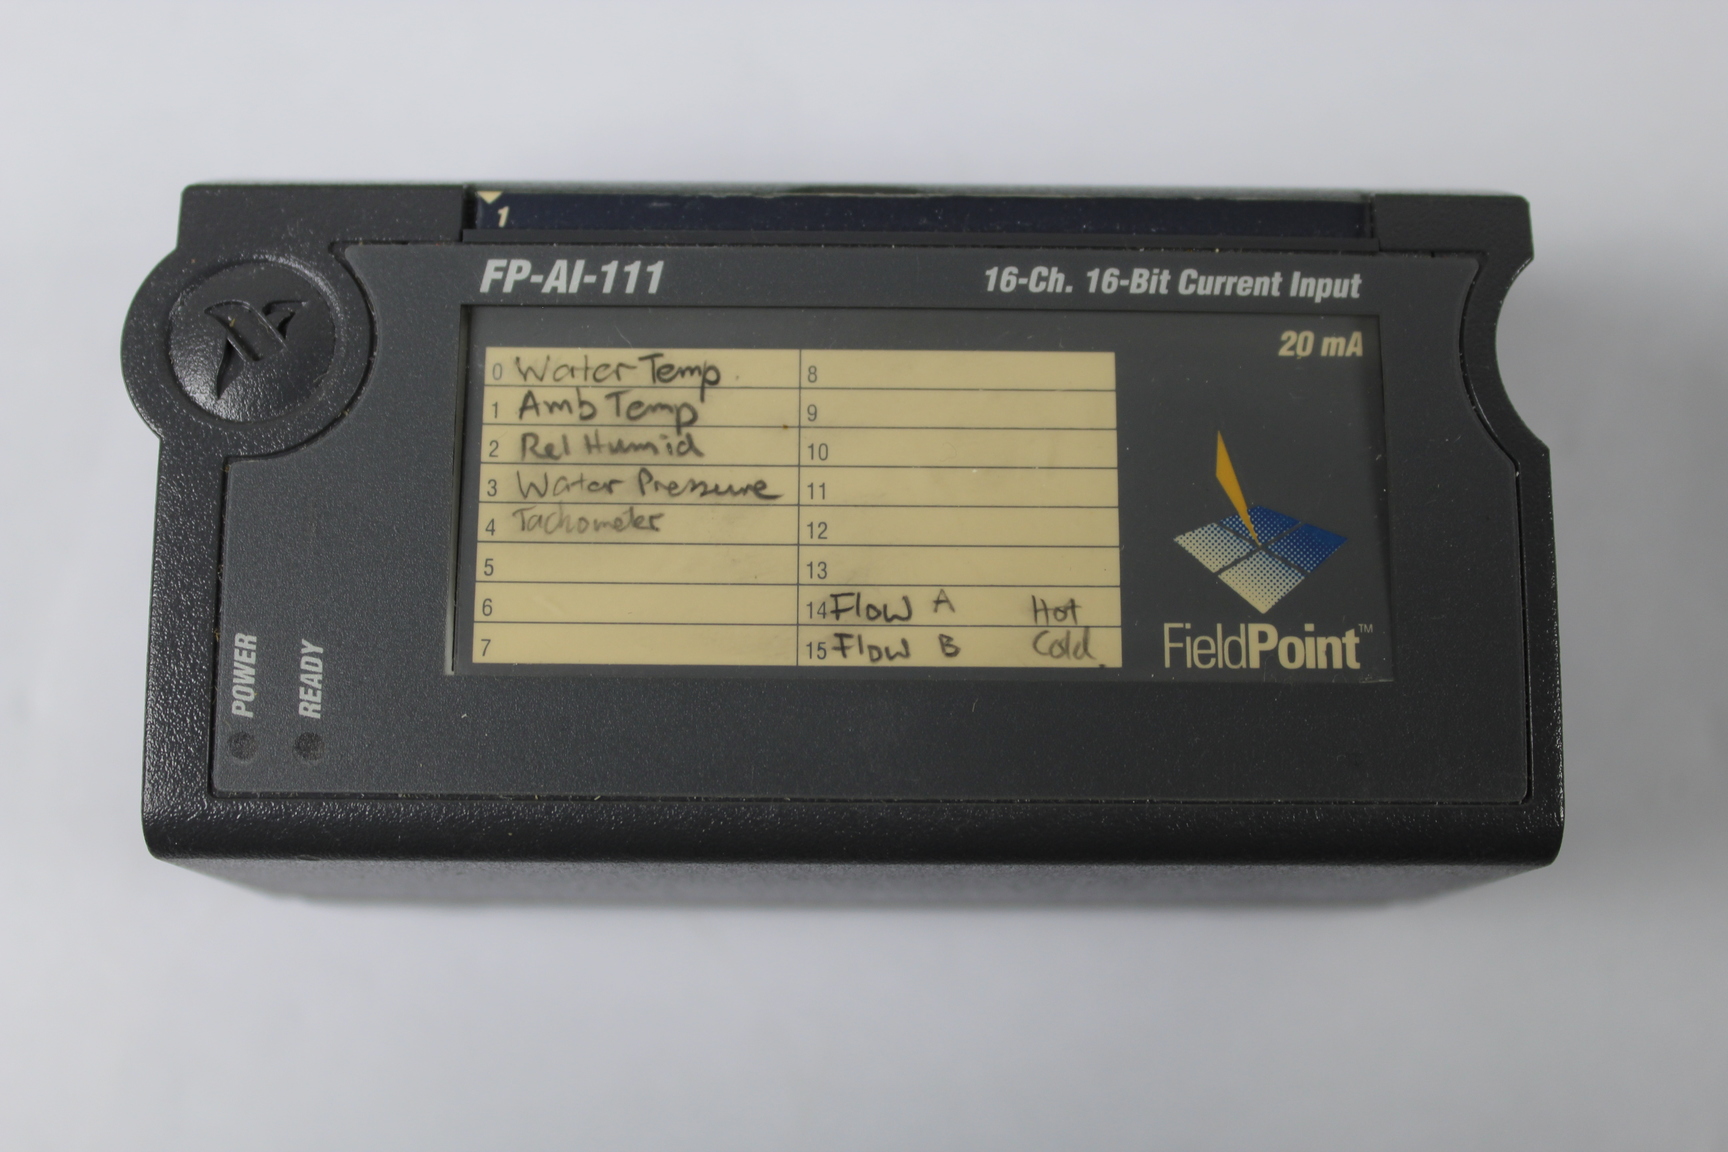 1
FP-AI-111 16-Ch. 16-Bit Current Input
20 mA
0 Water Temp 8
1 Amb Temp 9
2 Rel Humid 10
3 Water Pressure 11
4 Tachometer 12
5 13
6 14 Flow A Hot
7 15 Flow B Cold
FieldPoint™
POWER
READY